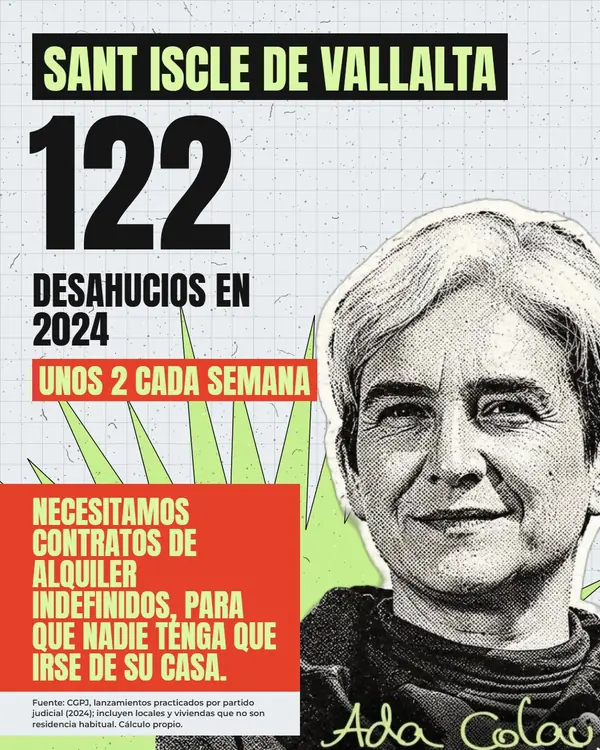 SANT ISCLE DE VALLALTA
122
DESAHUCIOS EN
2024
UNOS 2 CADA SEMANA
NECESITAMOS
CONTRATOS DE
ALQUILER
INDEFINIDOS, PARA
QUE NADIE TENGA QUE
IRSE DE SU CASA.
Fuente: CGPJ, lanzamientos practicados por partido
judicial (2024); incluyen locales y viviendas que no son
residencia habitual. Cálculo propio.
Ada Colau